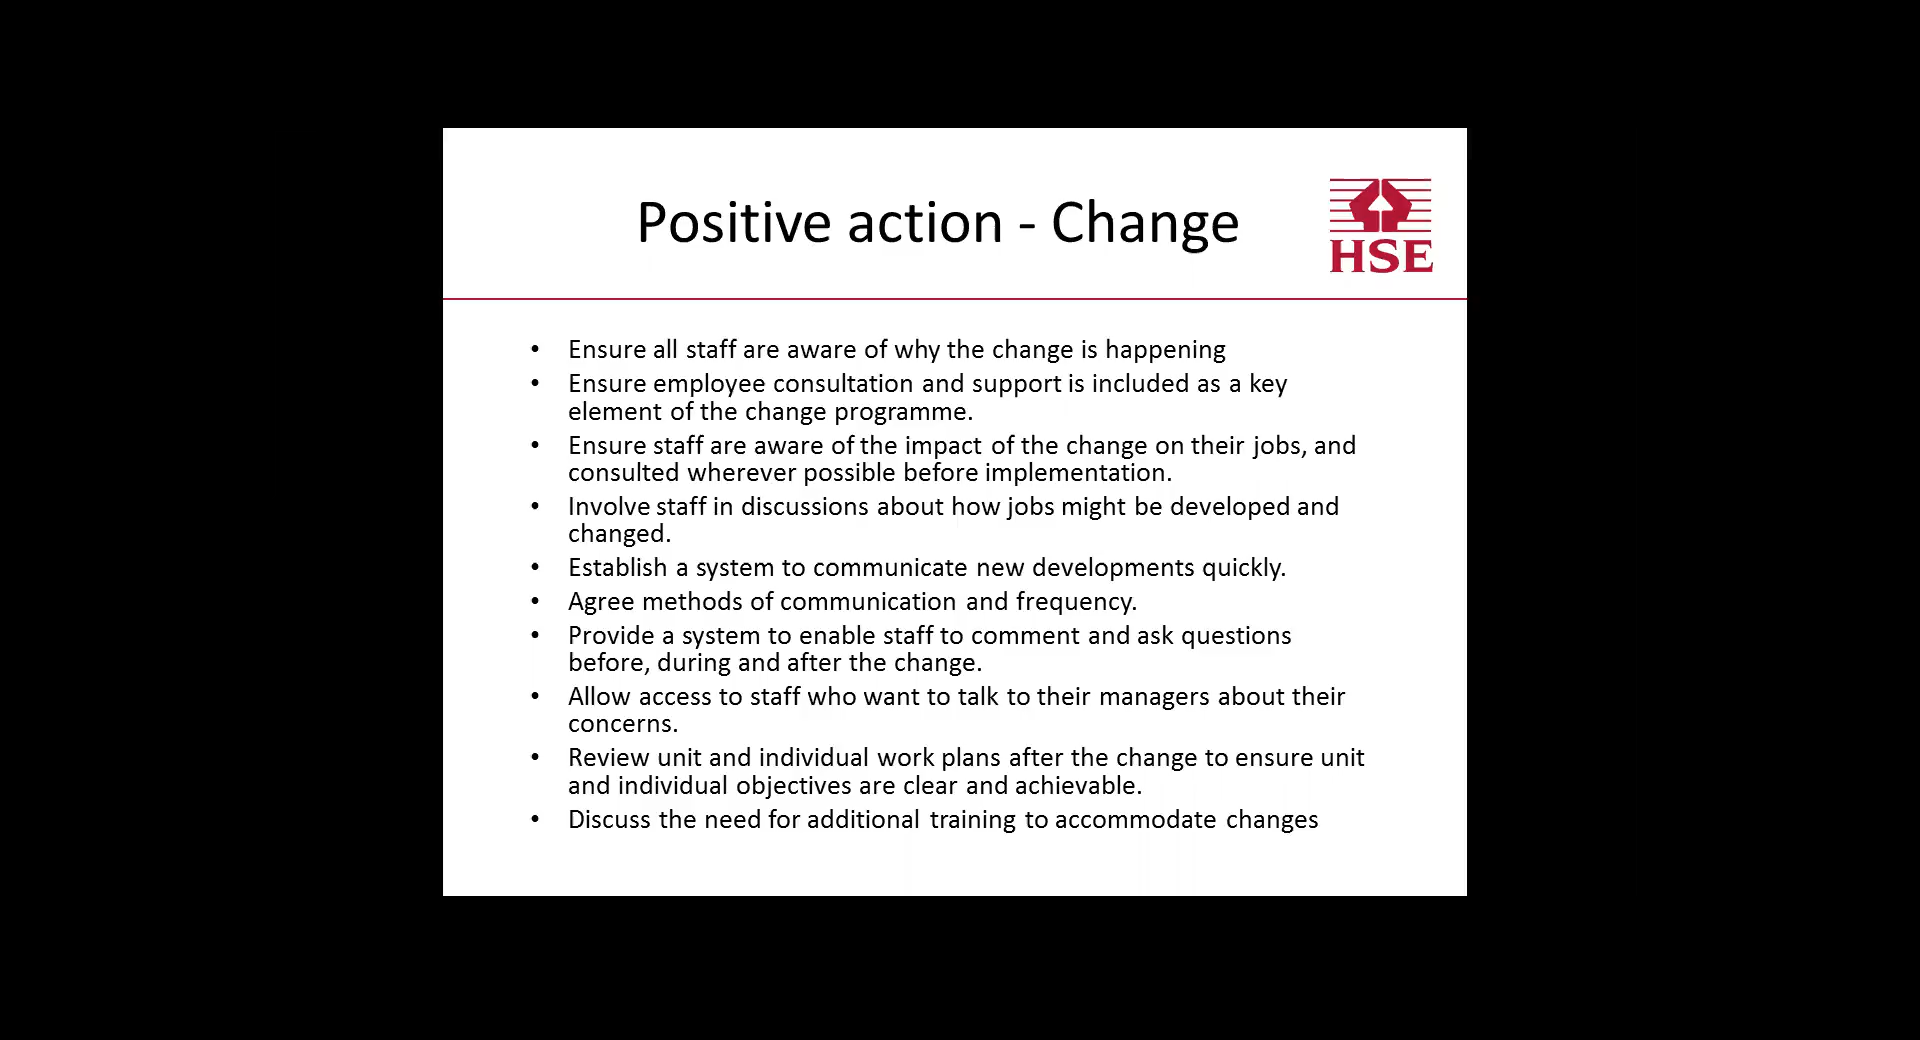 Positive action - Change
HSE
• Ensure all staff are aware of why the change is happening
• Ensure employee consultation and support is included as a key
element of the change programme.
• Ensure staff are aware of the impact of the change on their jobs, and
consulted wherever possible before implementation.
• Involve staff in discussions about how jobs might be developed and
changed.
• Establish a system to communicate new developments quickly.
• Agree methods of communication and frequency.
• Provide a system to enable staff to comment and ask questions
before, during and after the change.
• Allow access to staff who want to talk to their managers about their
concerns.
• Review unit and individual work plans after the change to ensure unit
and individual objectives are clear and achievable.
• Discuss the need for additional training to accommodate changes